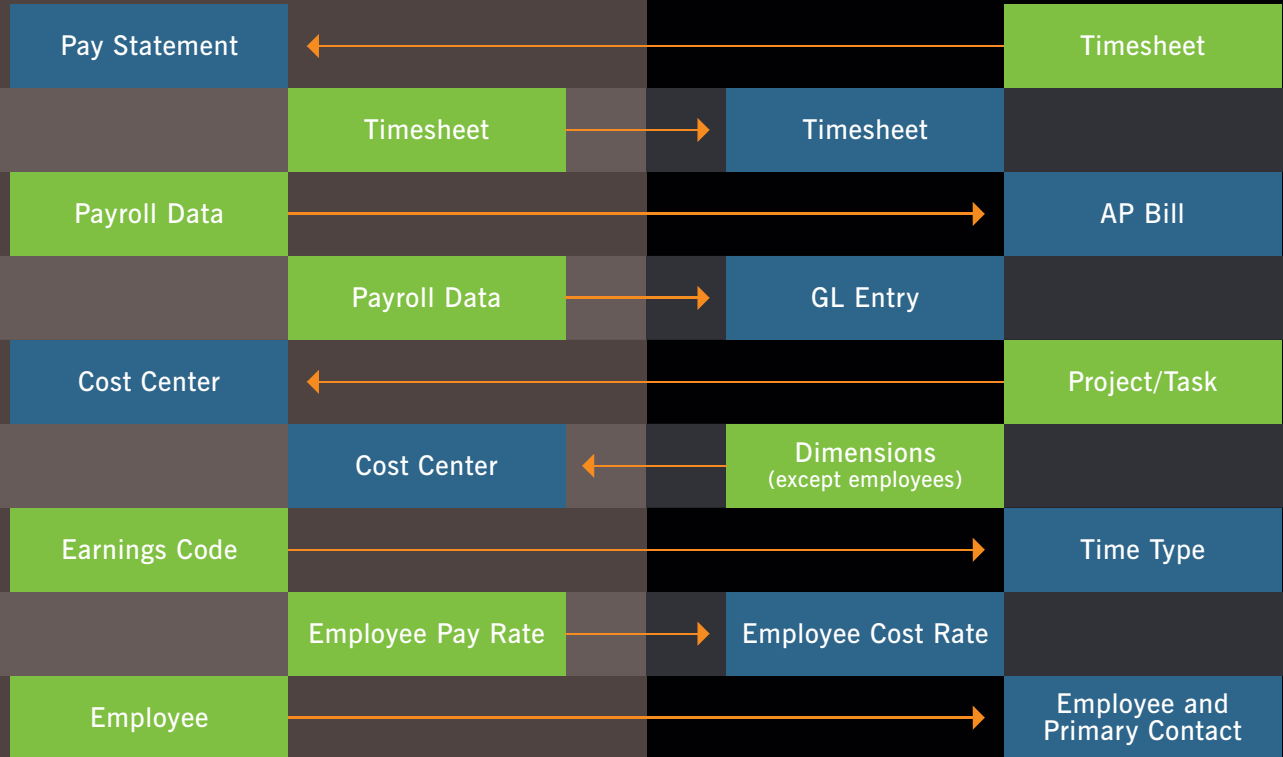 Pay Statement
Timesheet
Timesheet
Timesheet
Payroll Data
AP Bill
Payroll Data
GL Entry
Cost Center
Project/Task
Cost Center
Dimensions
(except employees)
Earnings Code
Time Type
Employee Pay Rate
Employee Cost Rate
Employee
Employee and
Primary Contact